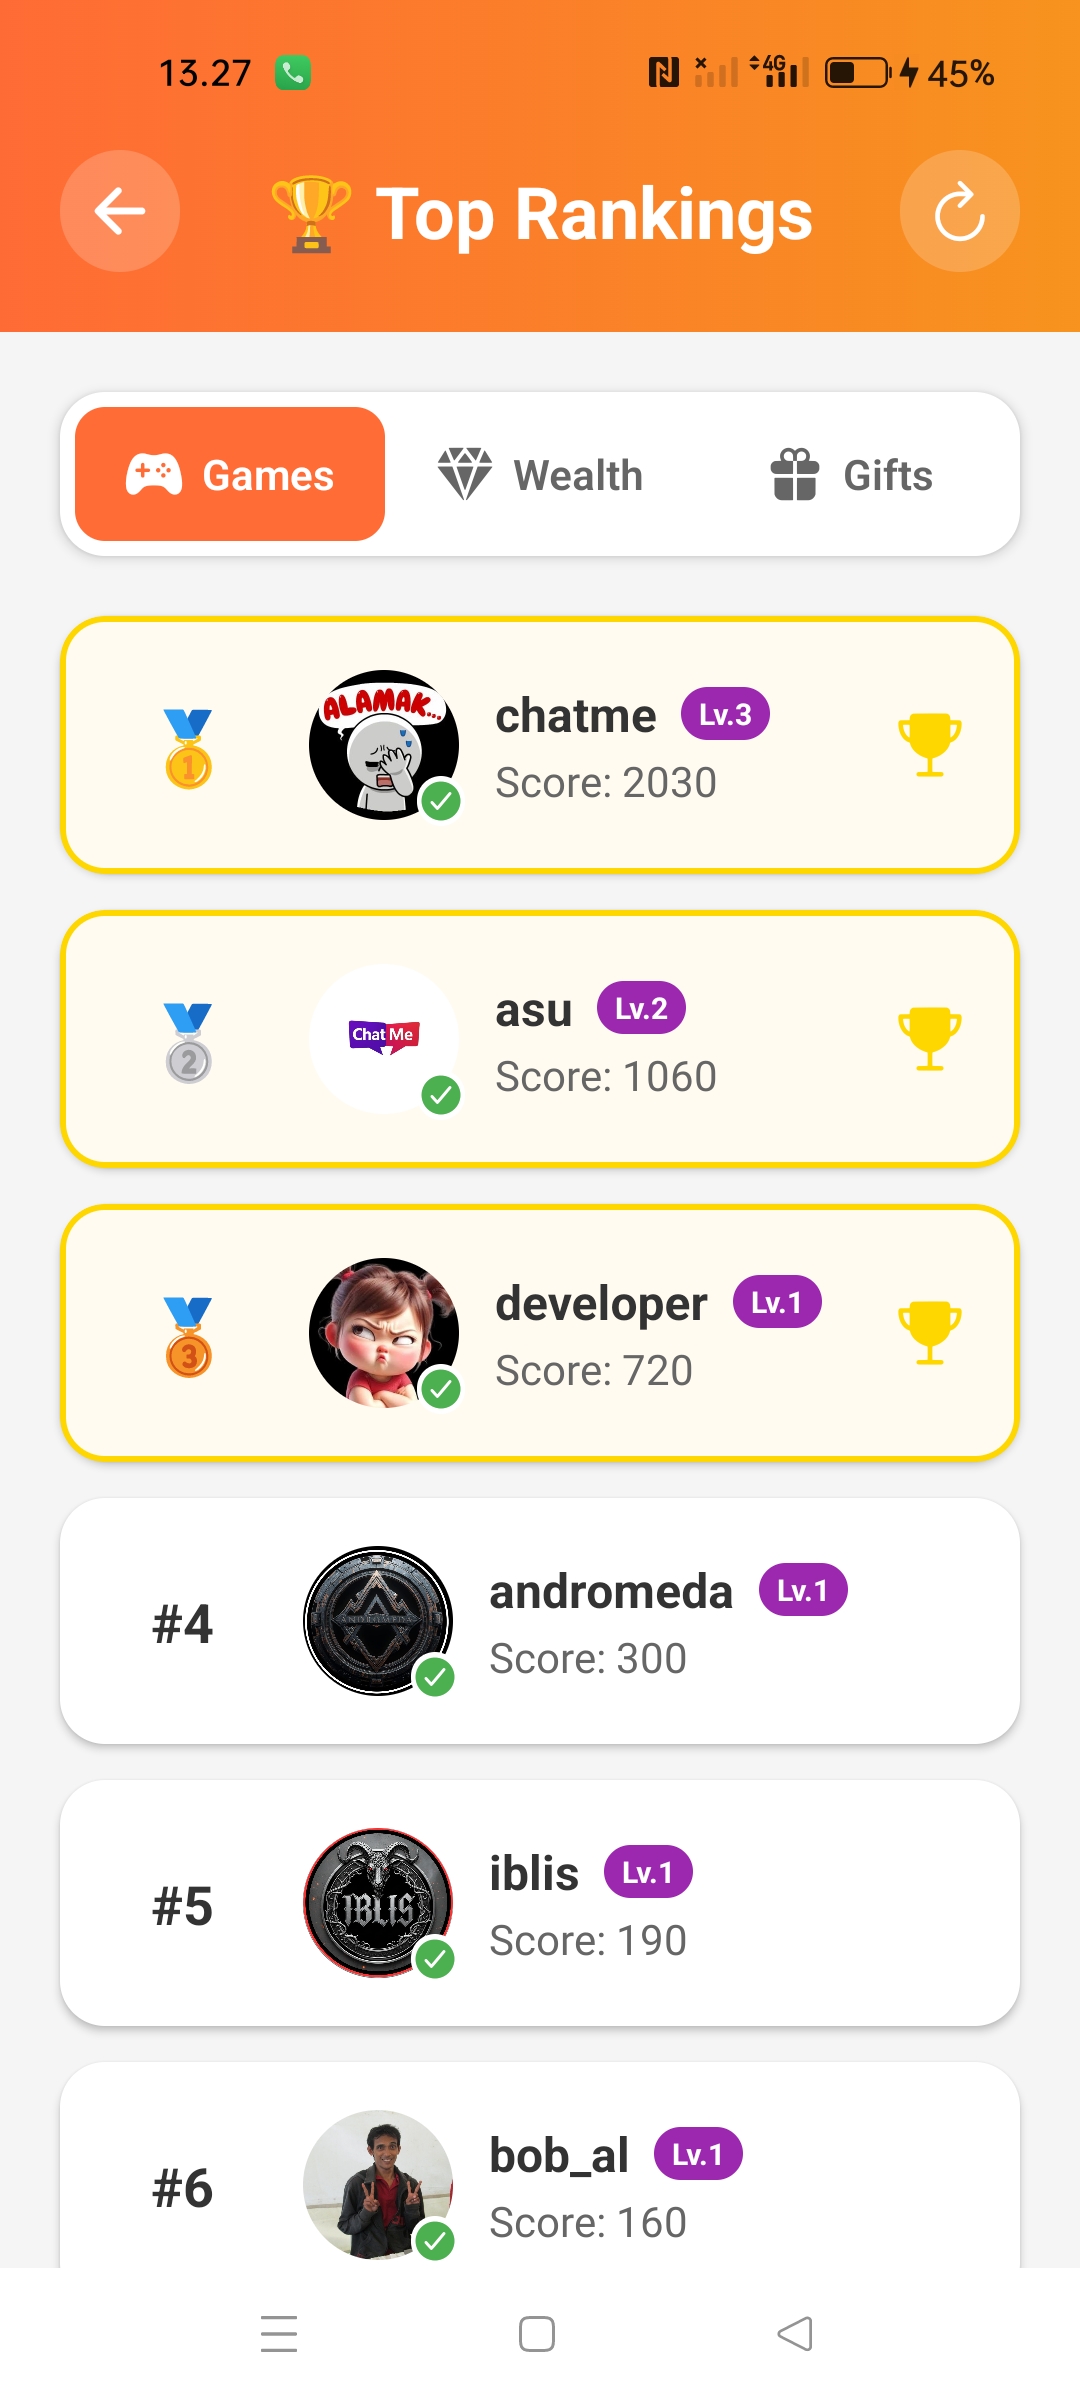 13.27 4G 45%
🏆 Top Rankings
Games Wealth Gifts
1
ALAMAK...
chatme Lv.3
Score: 2030
2
Chat Me
asu Lv.2
Score: 1060
3
developer Lv.1
Score: 720
#4
ANDROMEDA
andromeda Lv.1
Score: 300
#5
IBLIS
iblis Lv.1
Score: 190
#6
bob_al Lv.1
Score: 160